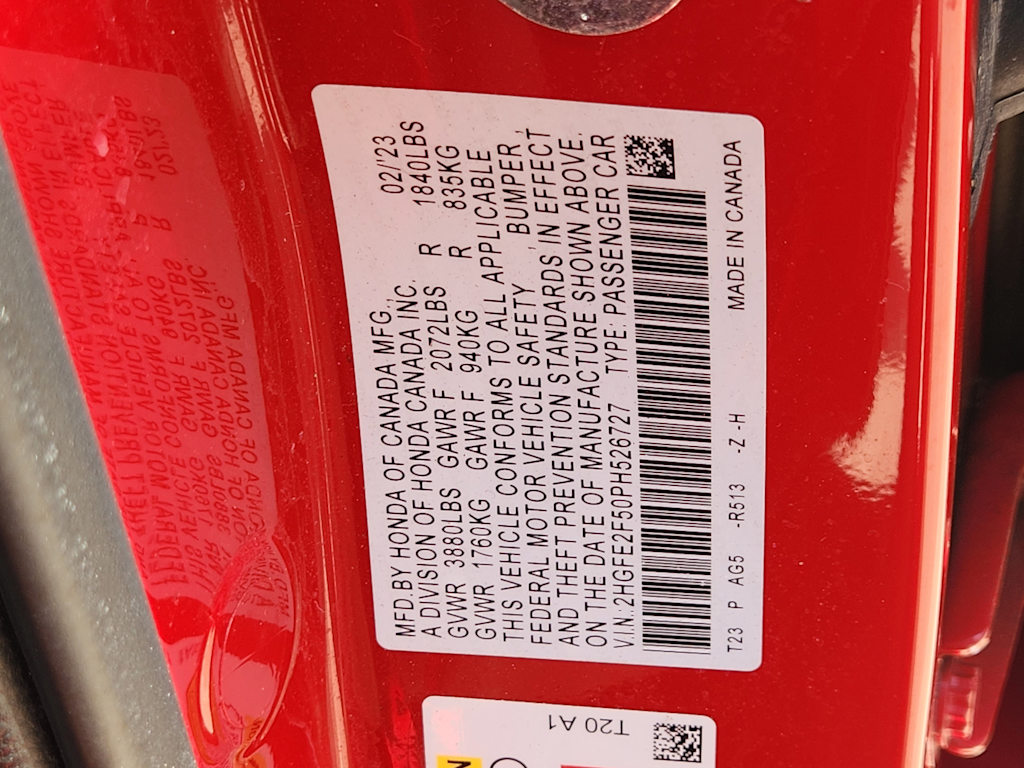 MFD.BY HONDA OF CANADA MFG., 02/'23
A DIVISION OF HONDA CANADA INC.
GVWR 3880LBS GAWR F 2072LBS R 1840LBS
GVWR 1760KG GAWR F 940KG R 835KG
THIS VEHICLE CONFORMS TO ALL APPLICABLE
FEDERAL MOTOR VEHICLE SAFETY , BUMPER,
AND THEFT PREVENTION STANDARDS IN EFFECT
ON THE DATE OF MANUFACTURE SHOWN ABOVE.
V.I.N.:2HGFE2F50PH526727 TYPE: PASSENGER CAR
T23 P AG5 -R513 -Z -H MADE IN CANADA
T20 A1